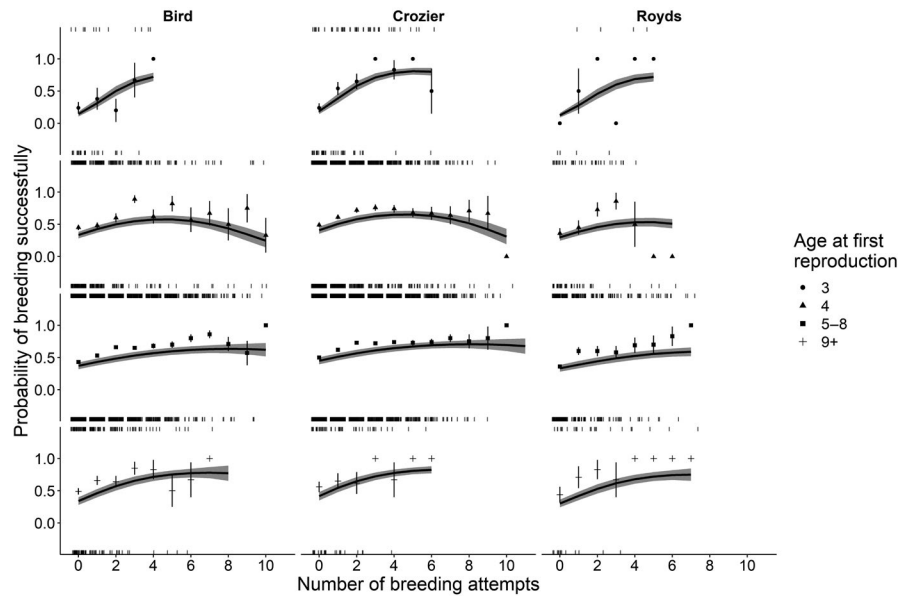 Bird Crozier Royds
Probability of breeding successfully
1.0
0.5
0.0
1.0
0.5
0.0
1.0
0.5
0.0
1.0
0.5
0.0
0 2 4 6 8 10 0 2 4 6 8 10 0 2 4 6 8 10
Number of breeding attempts
Age at first
reproduction
3
4
5–8
9+